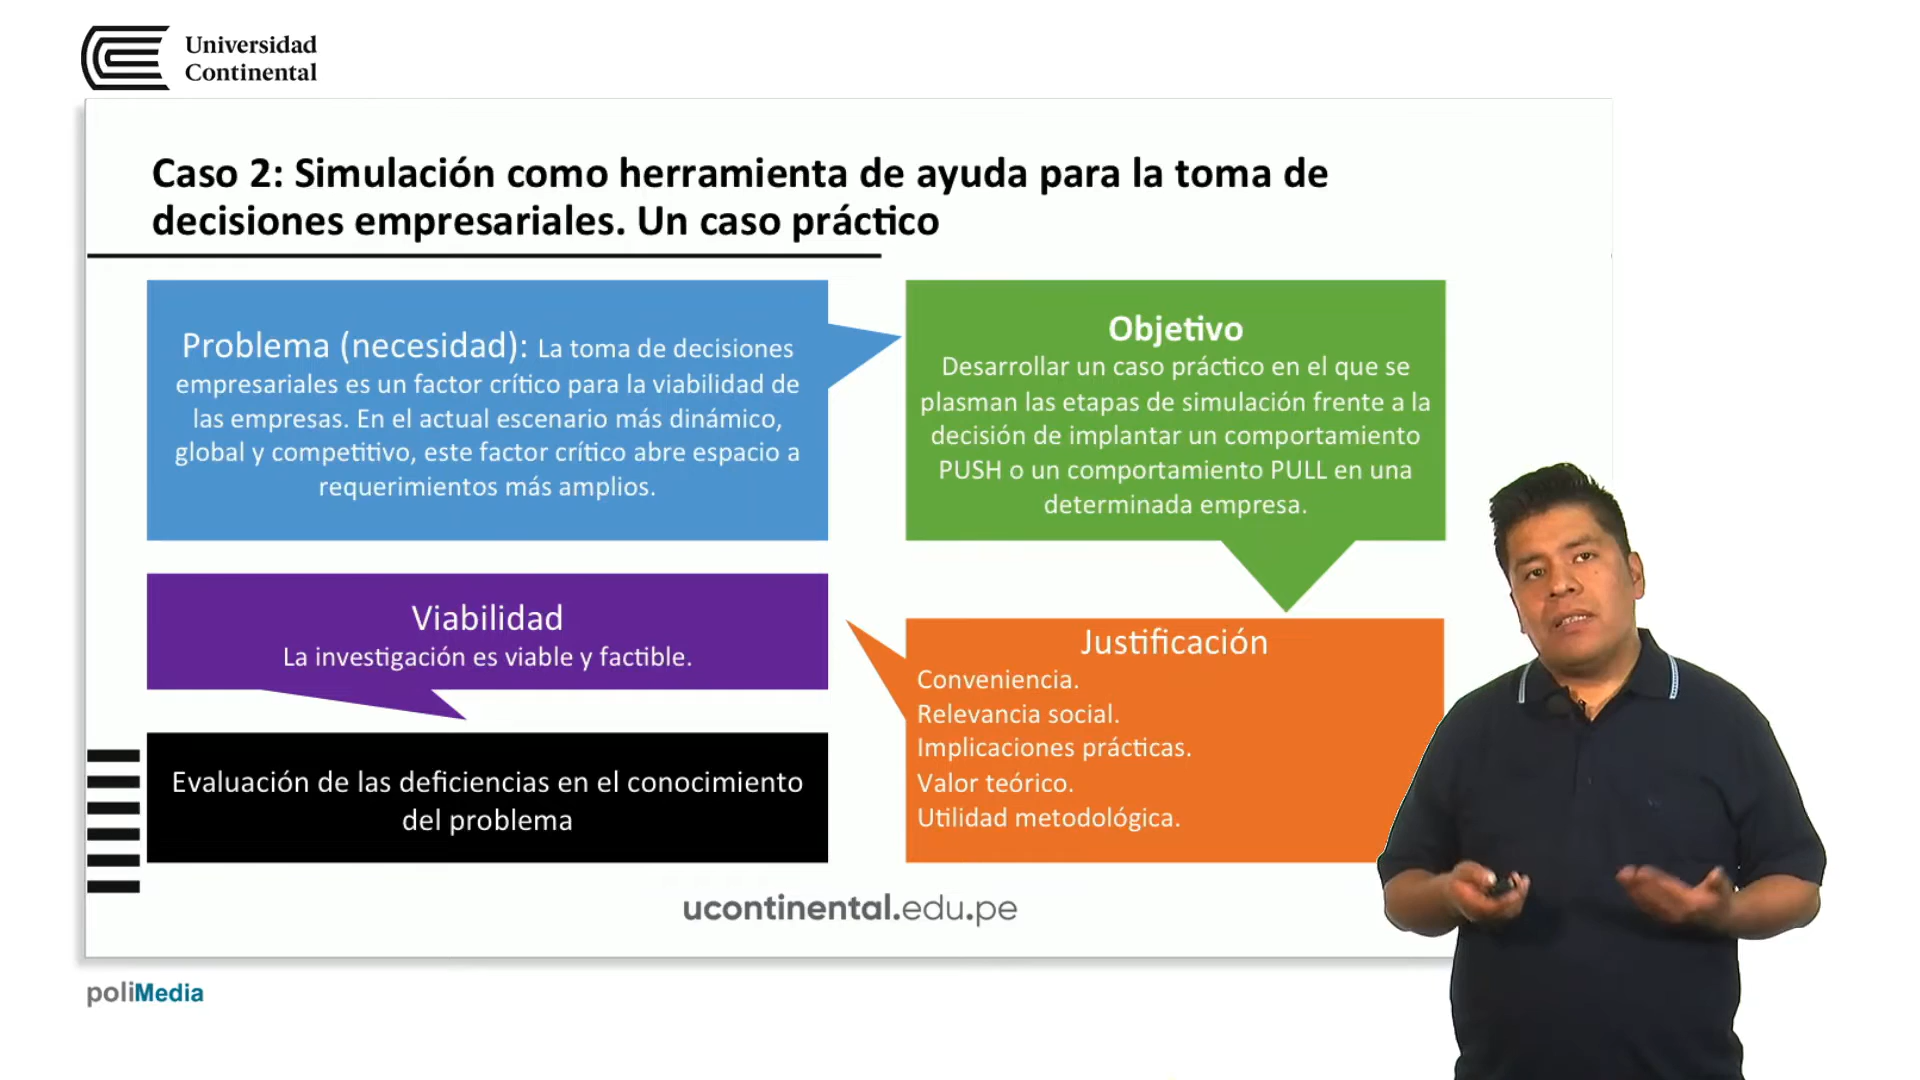 Universidad
Continental
Caso 2: Simulación como herramienta de ayuda para la toma de
decisiones empresariales. Un caso práctico
Problema (necesidad): La toma de decisiones
empresariales es un factor crítico para la viabilidad de
las empresas. En el actual escenario más dinámico,
global y competitivo, este factor crítico abre espacio a
requerimientos más amplios.
Objetivo
Desarrollar un caso práctico en el que se
plasman las etapas de simulación frente a la
decisión de implantar un comportamiento
PUSH o un comportamiento PULL en una
determinada empresa.
Viabilidad
La investigación es viable y factible.
Justificación
Conveniencia.
Relevancia social.
Implicaciones prácticas.
Valor teórico.
Utilidad metodológica.
Evaluación de las deficiencias en el conocimiento
del problema
ucontinental.edu.pe
poliMedia